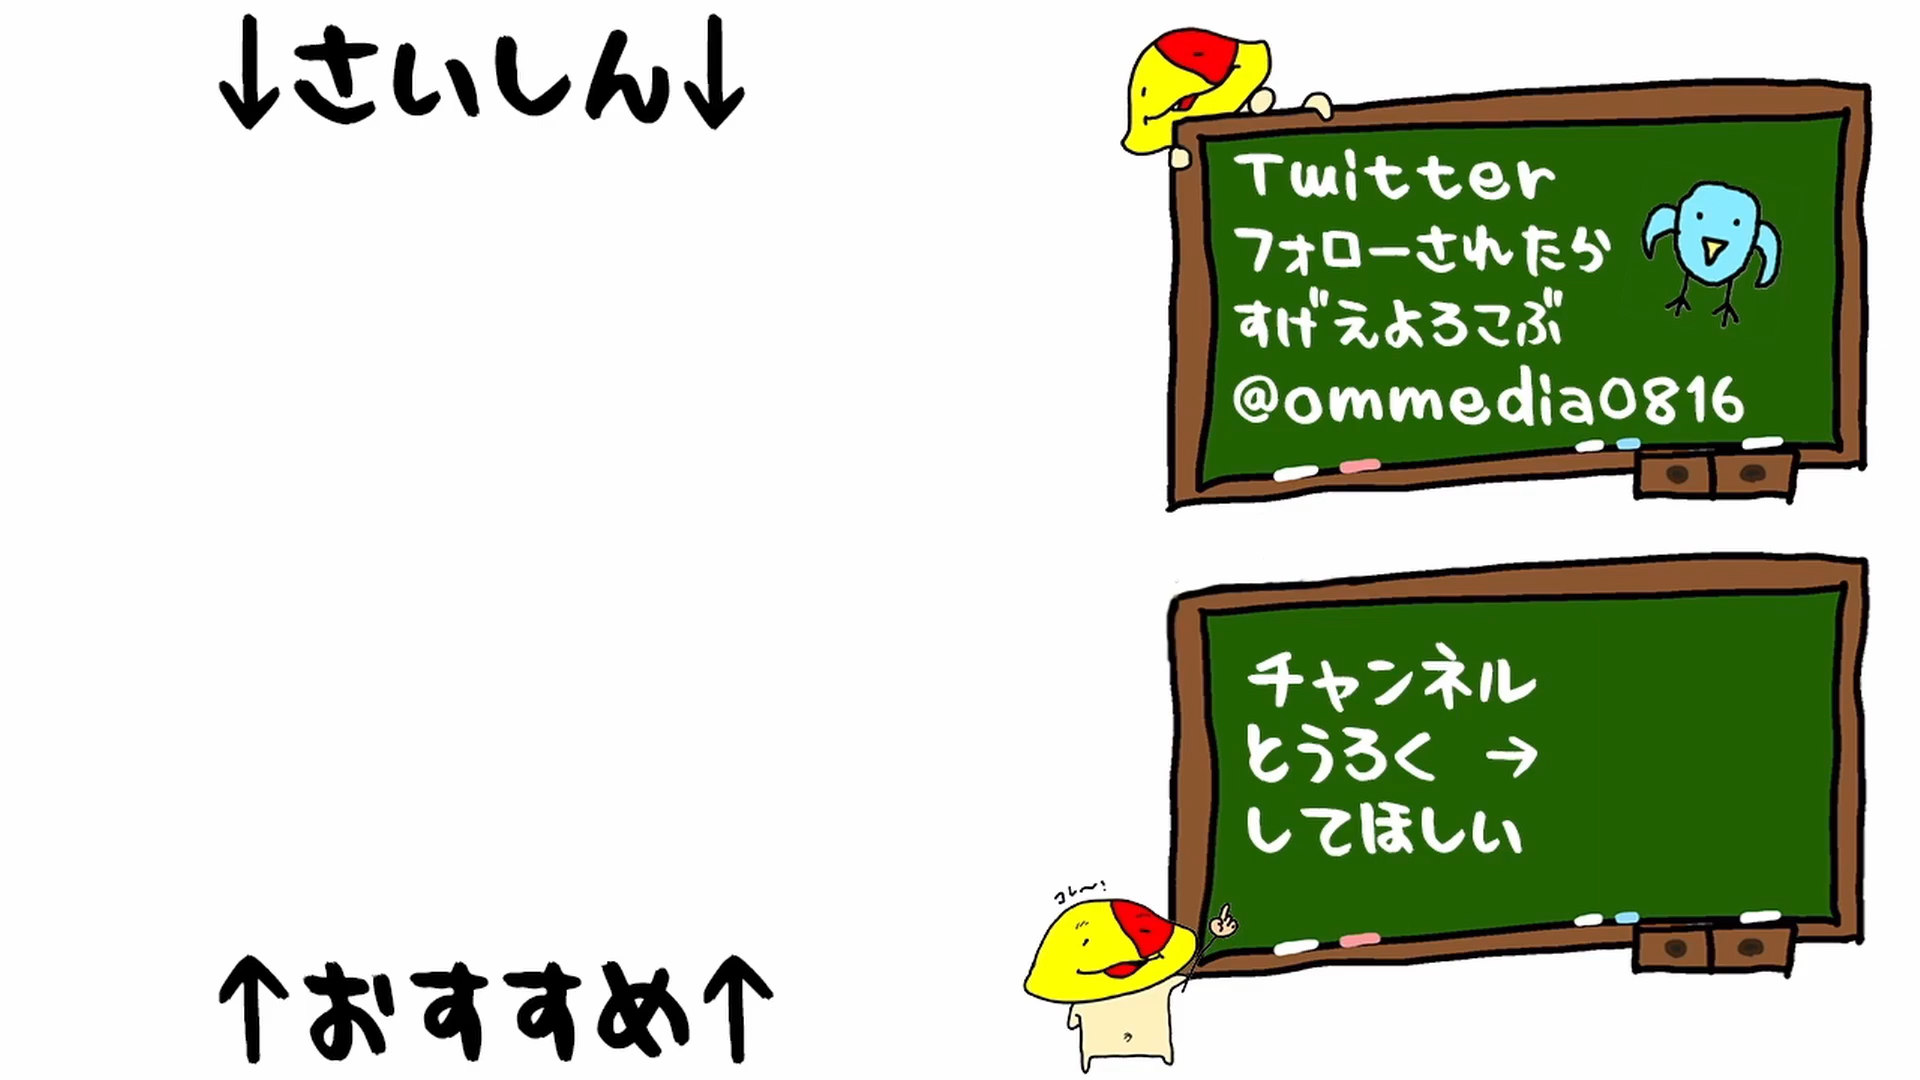 ↓さいしん↓
Twitter
フォローされたら
すげえよろこぶ
@ommedia0816
チャンネル
とうろく →
してほしい
コレ〜!
↑おすすめ↑